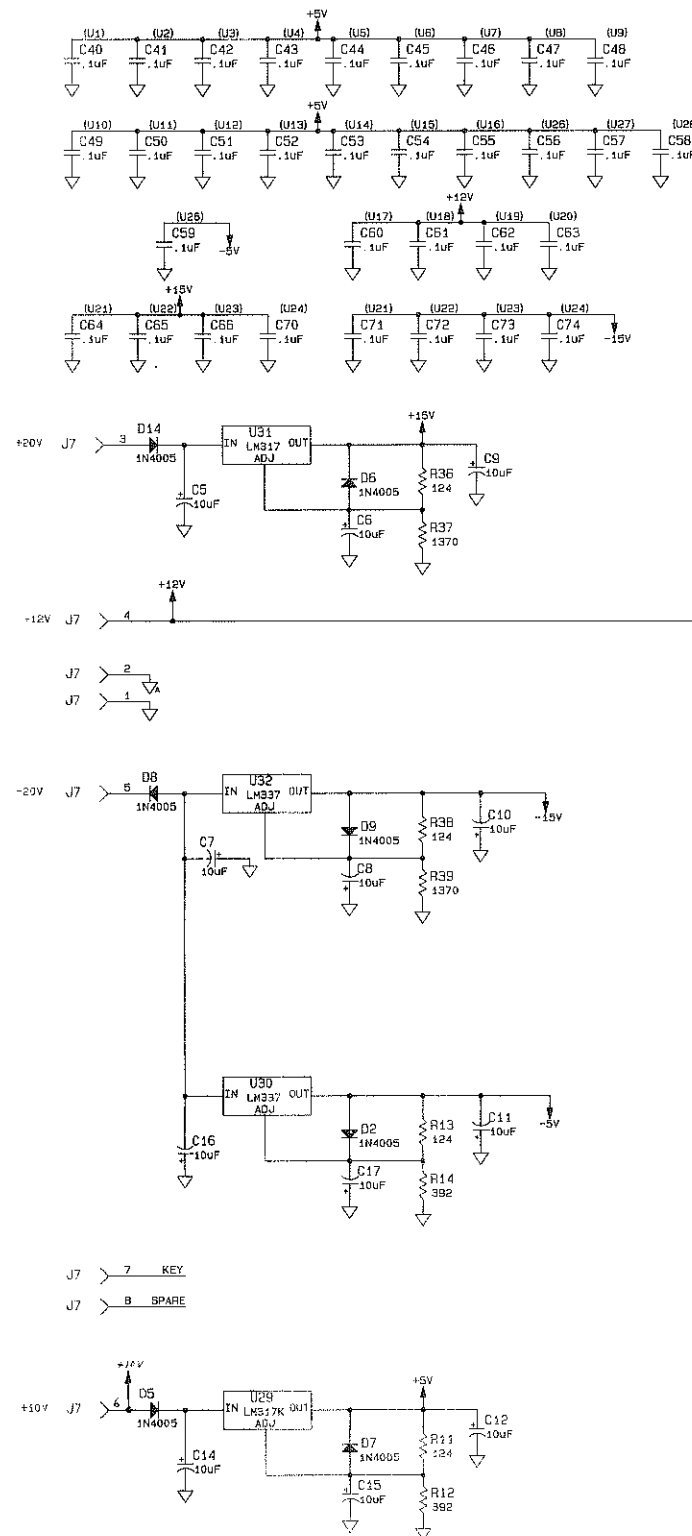 +5V
(U1) (U2) (U3) (U4) (U5) (U6) (U7) (U8) (U9)
C40 C41 C42 C43 C44 C45 C46 C47 C48
.1uF .1uF .1uF .1uF .1uF .1uF .1uF .1uF .1uF
+5V
(U10) (U11) (U12) (U13) (U14) (U15) (U16) (U26) (U27) (U28
C49 C50 C51 C52 C53 C54 C55 C56 C57 C58
.1uF .1uF .1uF .1uF .1uF .1uF .1uF .1uF .1uF .1uF
+12V
(U26) (U17) (U18) (U19) (U20)
C59 C60 C61 C62 C63
.1uF -5V .1uF .1uF .1uF .1uF
+15V
(U21) (U22) (U23) (U24) (U21) (U22) (U23) (U24)
C64 C65 C66 C70 C71 C72 C73 C74
.1uF .1uF .1uF .1uF .1uF .1uF .1uF .1uF -15V
+15V
+20V J7 3 D14 1N4005 IN U31 OUT
LM317
ADJ
C5 10uF
D6 1N4005
R36 124
C9 10uF
C6 10uF
R37 1370
+12V
+12V J7 4
J7 2 A
J7 1
-20V J7 5 D8 1N4005 IN U32 OUT
LM337
ADJ
D9 1N4005
R38 124
C10 10uF
-15V
C7 10uF
C8 10uF
R39 1370
IN U30 OUT
LM337
ADJ
D2 1N4005
R13 124
C11 10uF
-5V
C16 10uF
C17 10uF
R14 392
J7 7 KEY
J7 8 SPARE
+10V
+10V J7 6 D5 1N4005 IN U29 OUT
LM317K
ADJ
+5V
C14 10uF
D7 1N4005
R11 124
C12 10uF
C15 10uF
R12 392